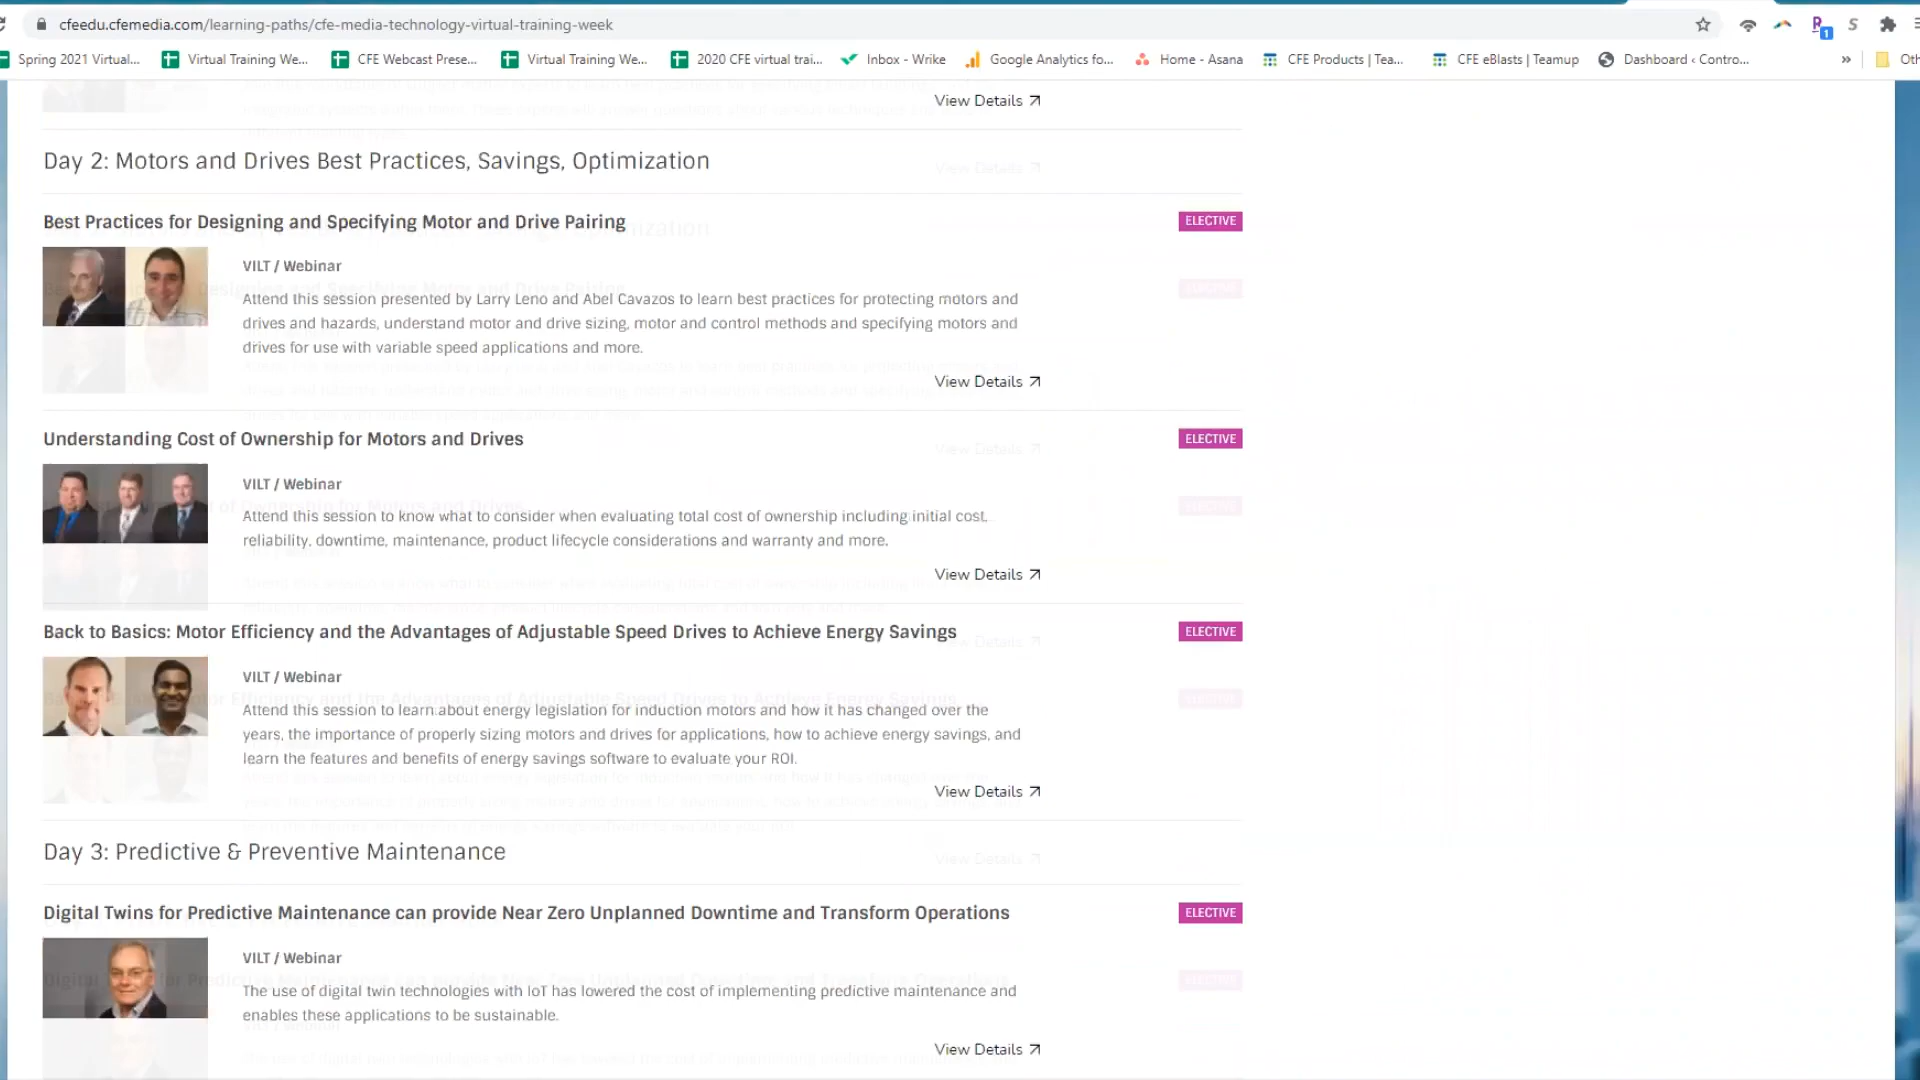 cfeedu.cfemedia.com/learning-paths/cfe-media-technology-virtual-training-week
Spring 2021 Virtual... Virtual Training We... CFE Webcast Prese... Virtual Training We... 2020 CFE virtual trai... Inbox - Wrike Google Analytics fo... Home - Asana CFE Products | Tea... CFE eBlasts | Teamup Dashboard ‹ Contro... »
View Details
Day 2: Motors and Drives Best Practices, Savings, Optimization
Best Practices for Designing and Specifying Motor and Drive Pairing
ELECTIVE
VILT / Webinar
Attend this session presented by Larry Leno and Abel Cavazos to learn best practices for protecting motors and
drives and hazards, understand motor and drive sizing, motor and control methods and specifying motors and
drives for use with variable speed applications and more.
View Details
Understanding Cost of Ownership for Motors and Drives
ELECTIVE
VILT / Webinar
Attend this session to know what to consider when evaluating total cost of ownership including initial cost,
reliability, downtime, maintenance, product lifecycle considerations and warranty and more.
View Details
Back to Basics: Motor Efficiency and the Advantages of Adjustable Speed Drives to Achieve Energy Savings
ELECTIVE
VILT / Webinar
Attend this session to learn about energy legislation for induction motors and how it has changed over the
years, the importance of properly sizing motors and drives for applications, how to achieve energy savings, and
learn the features and benefits of energy savings software to evaluate your ROI.
View Details
Day 3: Predictive & Preventive Maintenance
Digital Twins for Predictive Maintenance can provide Near Zero Unplanned Downtime and Transform Operations
ELECTIVE
VILT / Webinar
The use of digital twin technologies with IoT has lowered the cost of implementing predictive maintenance and
enables these applications to be sustainable.
View Details